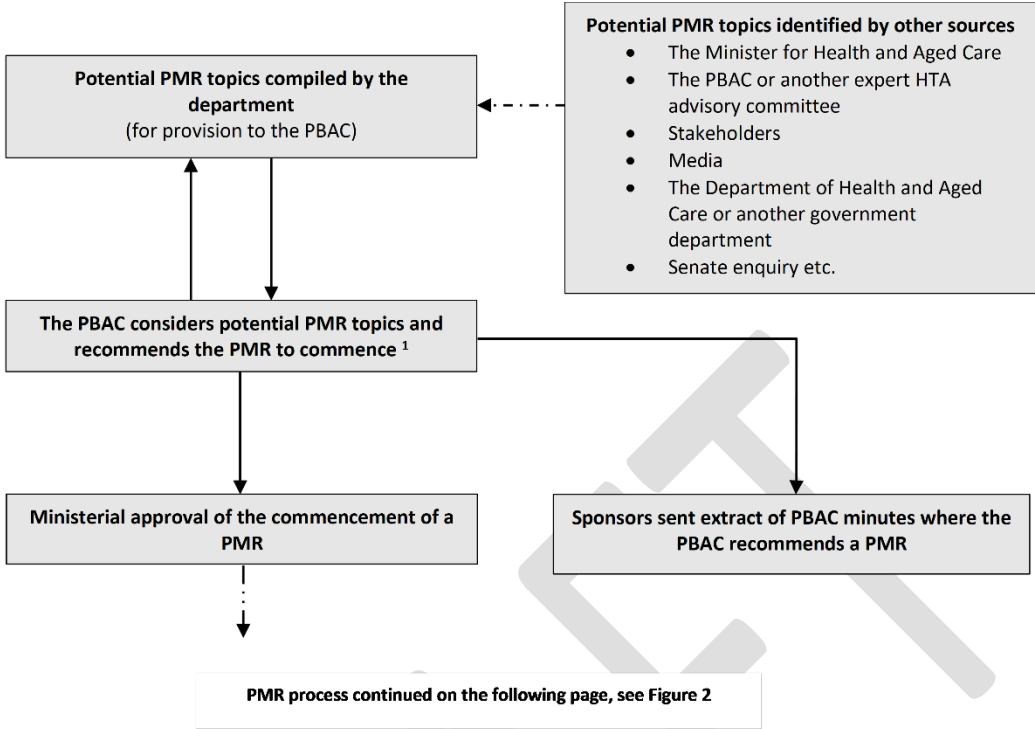 Potential PMR topics compiled by the
department
(for provision to the PBAC)
Potential PMR topics identified by other sources
• The Minister for Health and Aged Care
• The PBAC or another expert HTA
advisory committee
• Stakeholders
• Media
• The Department of Health and Aged
Care or another government
department
• Senate enquiry etc.
The PBAC considers potential PMR topics and
recommends the PMR to commence ¹
Ministerial approval of the commencement of a
PMR
Sponsors sent extract of PBAC minutes where the
PBAC recommends a PMR
PMR process continued on the following page, see Figure 2